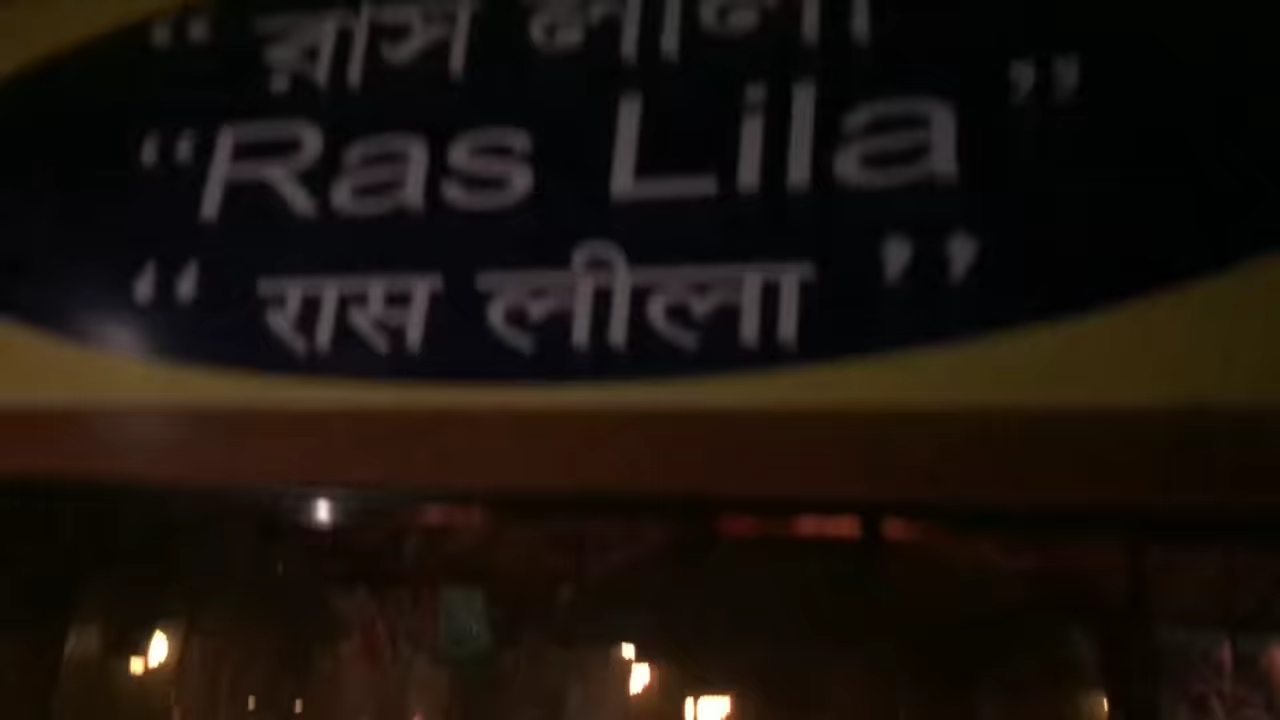 “ ৰাস লীলা ”
“Ras Lila ”
“ रास लीला ”